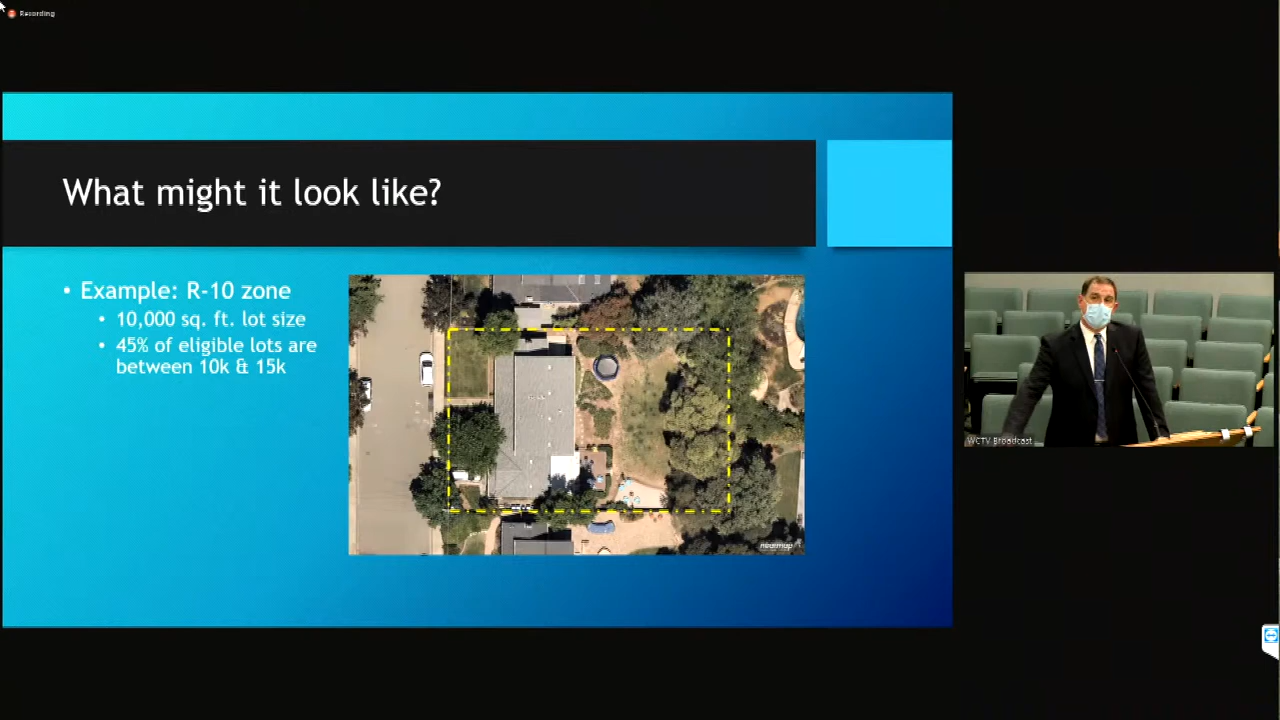 Recording
What might it look like?
• Example: R-10 zone
• 10,000 sq. ft. lot size
• 45% of eligible lots are
between 10k & 15k
nearmap
WCTV Broadcast